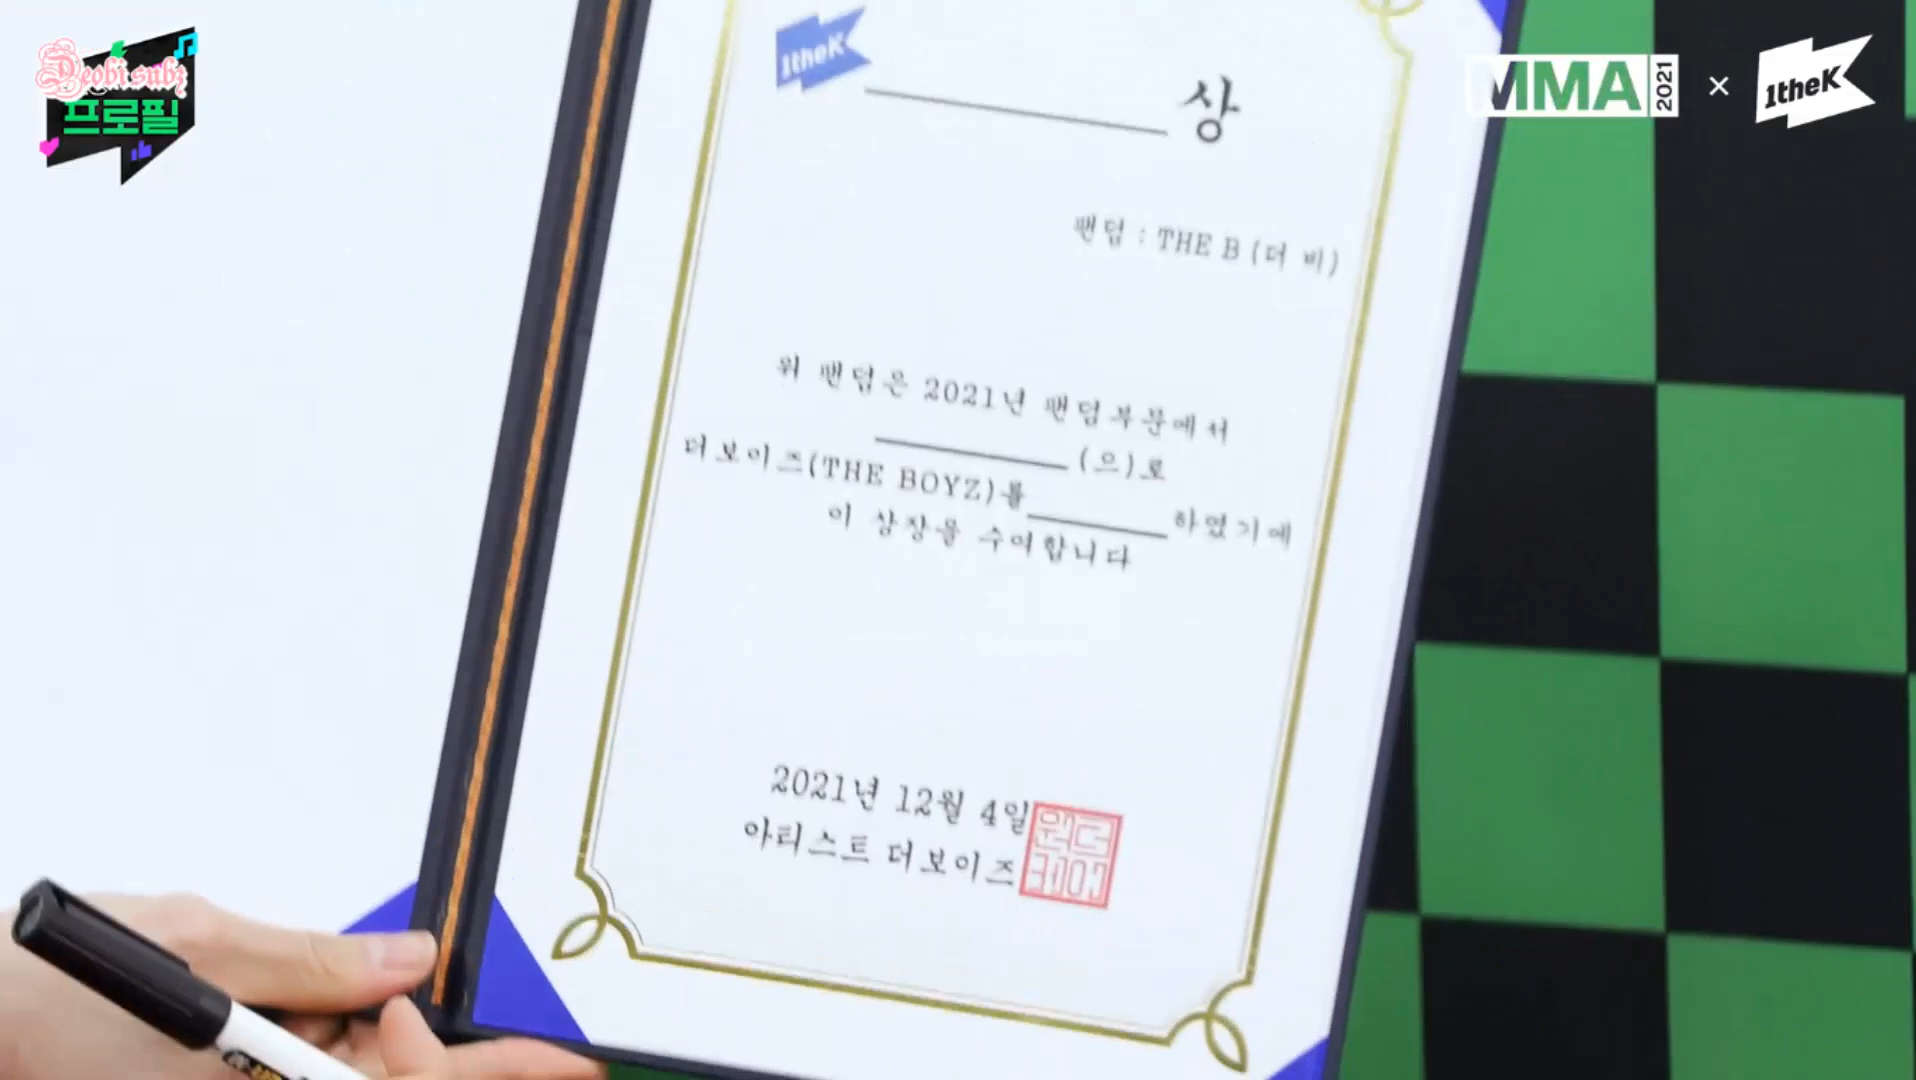 Deobi subz
프로필
MMA 2021 × 1theK
1theK
상
팬덤 : THE B (더 비)
위 팬덤은 2021년 팬덤부문에서
(으)로
더보이즈(THE BOYZ)를 하였기에
이 상장을 수여합니다
2021년 12월 4일
아티스트 더보이즈